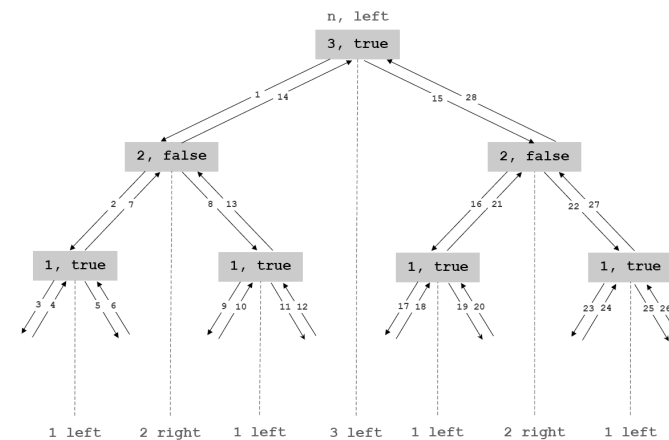 n, left
3, true
1 14 15 28
2, false 2, false
2 7 8 13 16 21 22 27
1, true 1, true 1, true 1, true
3 4 5 6 9 10 11 12 17 18 19 20 23 24 25 26
1 left 2 right 1 left 3 left 1 left 2 right 1 left